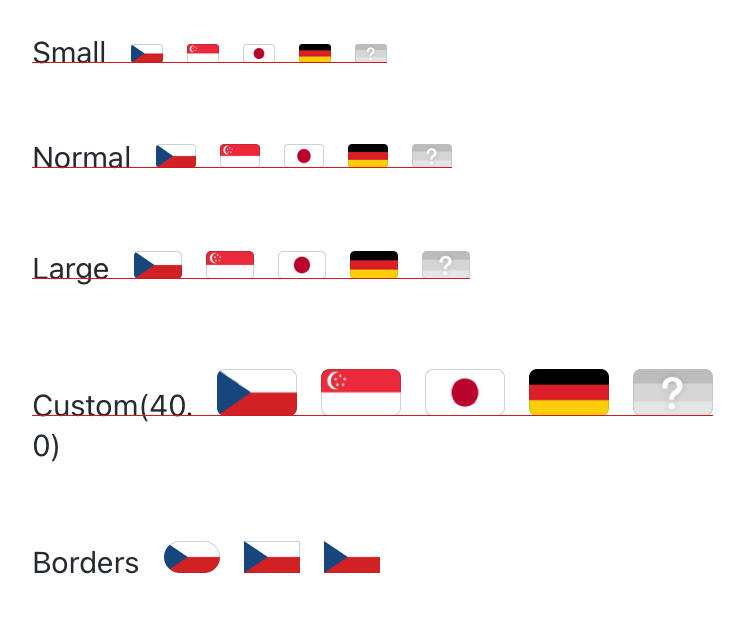 Small ?
Normal ?
Large ?
Custom(40. ?
0)
Borders